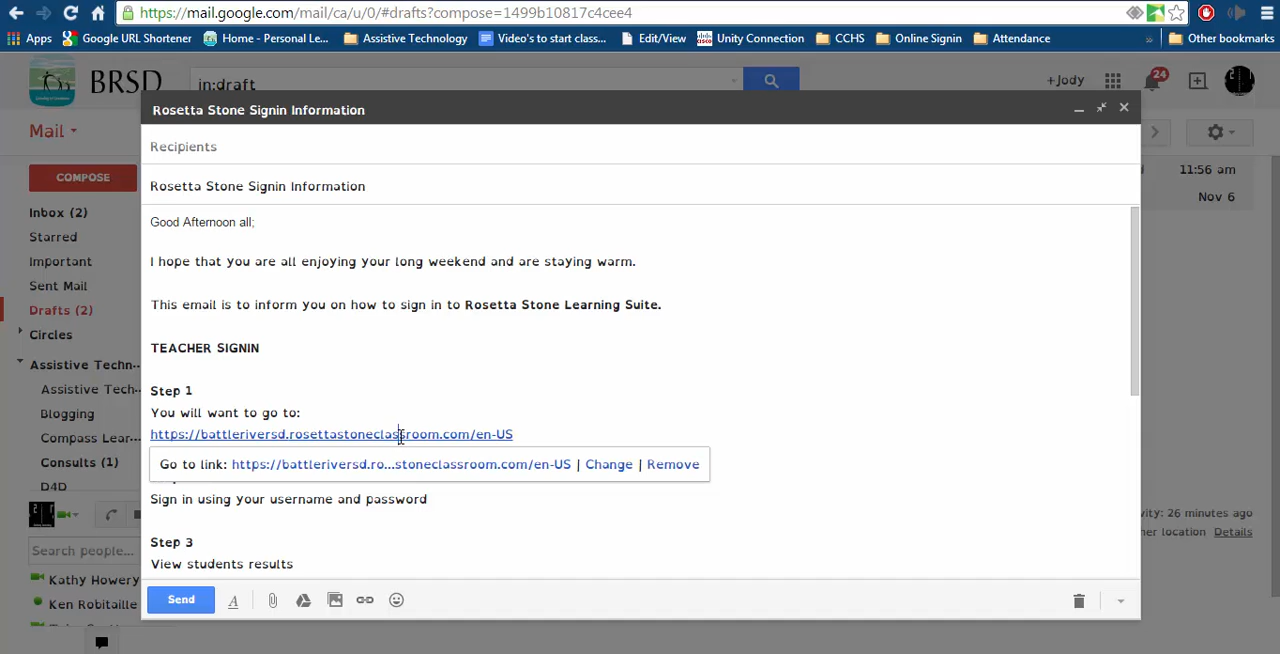 https://mail.google.com/mail/ca/u/0/#drafts?compose=1499b10817c4cee4
Apps Google URL Shortener Home - Personal Le... Assistive Technology Video's to start class... Edit/View Unity Connection CCHS Online Signin Attendance » Other bookmarks
BRSD in:draft +Jody 24
Mail
COMPOSE
Inbox (2)
Starred
Important
Sent Mail
Drafts (2)
Circles
Assistive Techn...
Assistive Tech...
Blogging
Compass Lear...
Consults (1)
D4D
Search people...
Kathy Howery
Ken Robitaille
Rosetta Stone Signin Information
Recipients
Rosetta Stone Signin Information
Good Afternoon all;
I hope that you are all enjoying your long weekend and are staying warm.
This email is to inform you on how to sign in to Rosetta Stone Learning Suite.
TEACHER SIGNIN
Step 1
You will want to go to:
https://battleriversd.rosettastoneclassroom.com/en-US
Go to link: https://battleriversd.ro...stoneclassroom.com/en-US | Change | Remove
Sign in using your username and password
Step 3
View students results
Send
11:56 am
Nov 6
vity: 26 minutes ago
her location Details